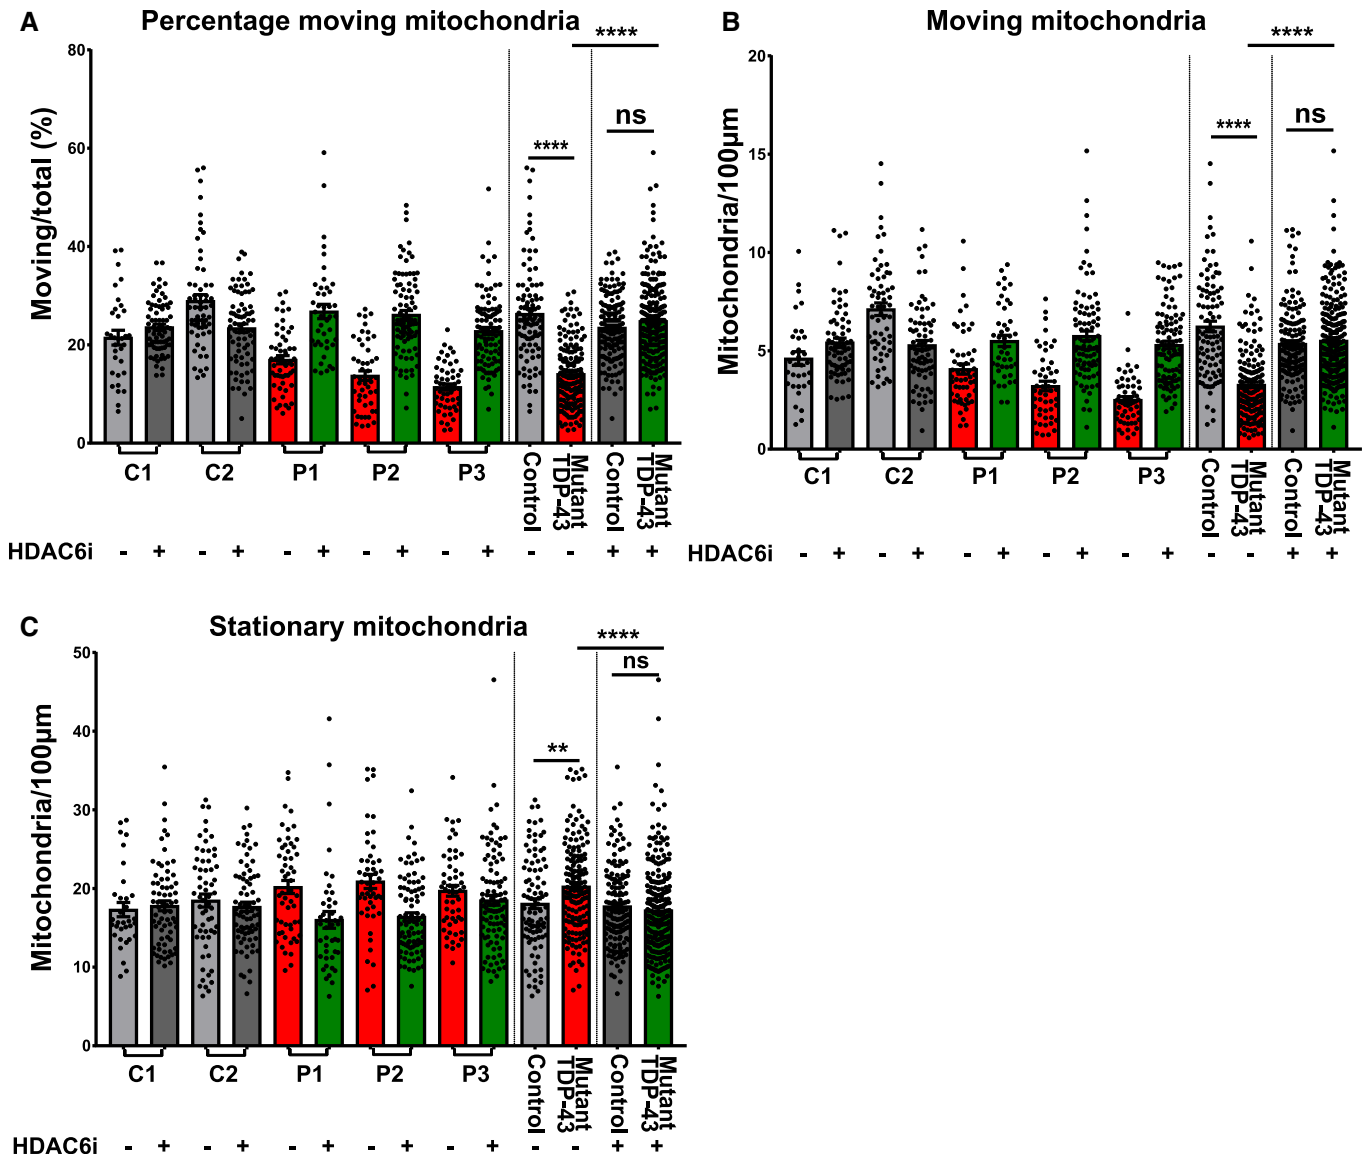 A
Percentage moving mitochondria
Moving/total (%)
80
60
40
20
0
****
****
ns
C1
C2
P1
P2
P3
Control
Mutant
TDP-43
Control
Mutant
TDP-43
HDAC6i - + - + - + - + - + - - + +
B
Moving mitochondria
Mitochondria/100µm
20
15
10
5
0
****
****
ns
C1
C2
P1
P2
P3
Control
Mutant
TDP-43
Control
Mutant
TDP-43
HDAC6i - + - + - + - + - + - - + +
C
Stationary mitochondria
Mitochondria/100µm
50
40
30
20
10
0
****
ns
**
C1
C2
P1
P2
P3
Control
Mutant
TDP-43
Control
Mutant
TDP-43
HDAC6i - + - + - + - + - + - - + +